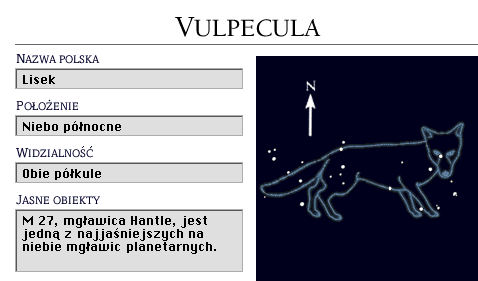 VULPECULA
NAZWA POLSKA
Lisek
POŁOŻENIE
Niebo północne
WIDZIALNOŚĆ
Obie półkule
JASNE OBIEKTY
M 27, mgławica Hantle, jest
jedną z najjaśniejszych na
niebie mgławic planetarnych.
N